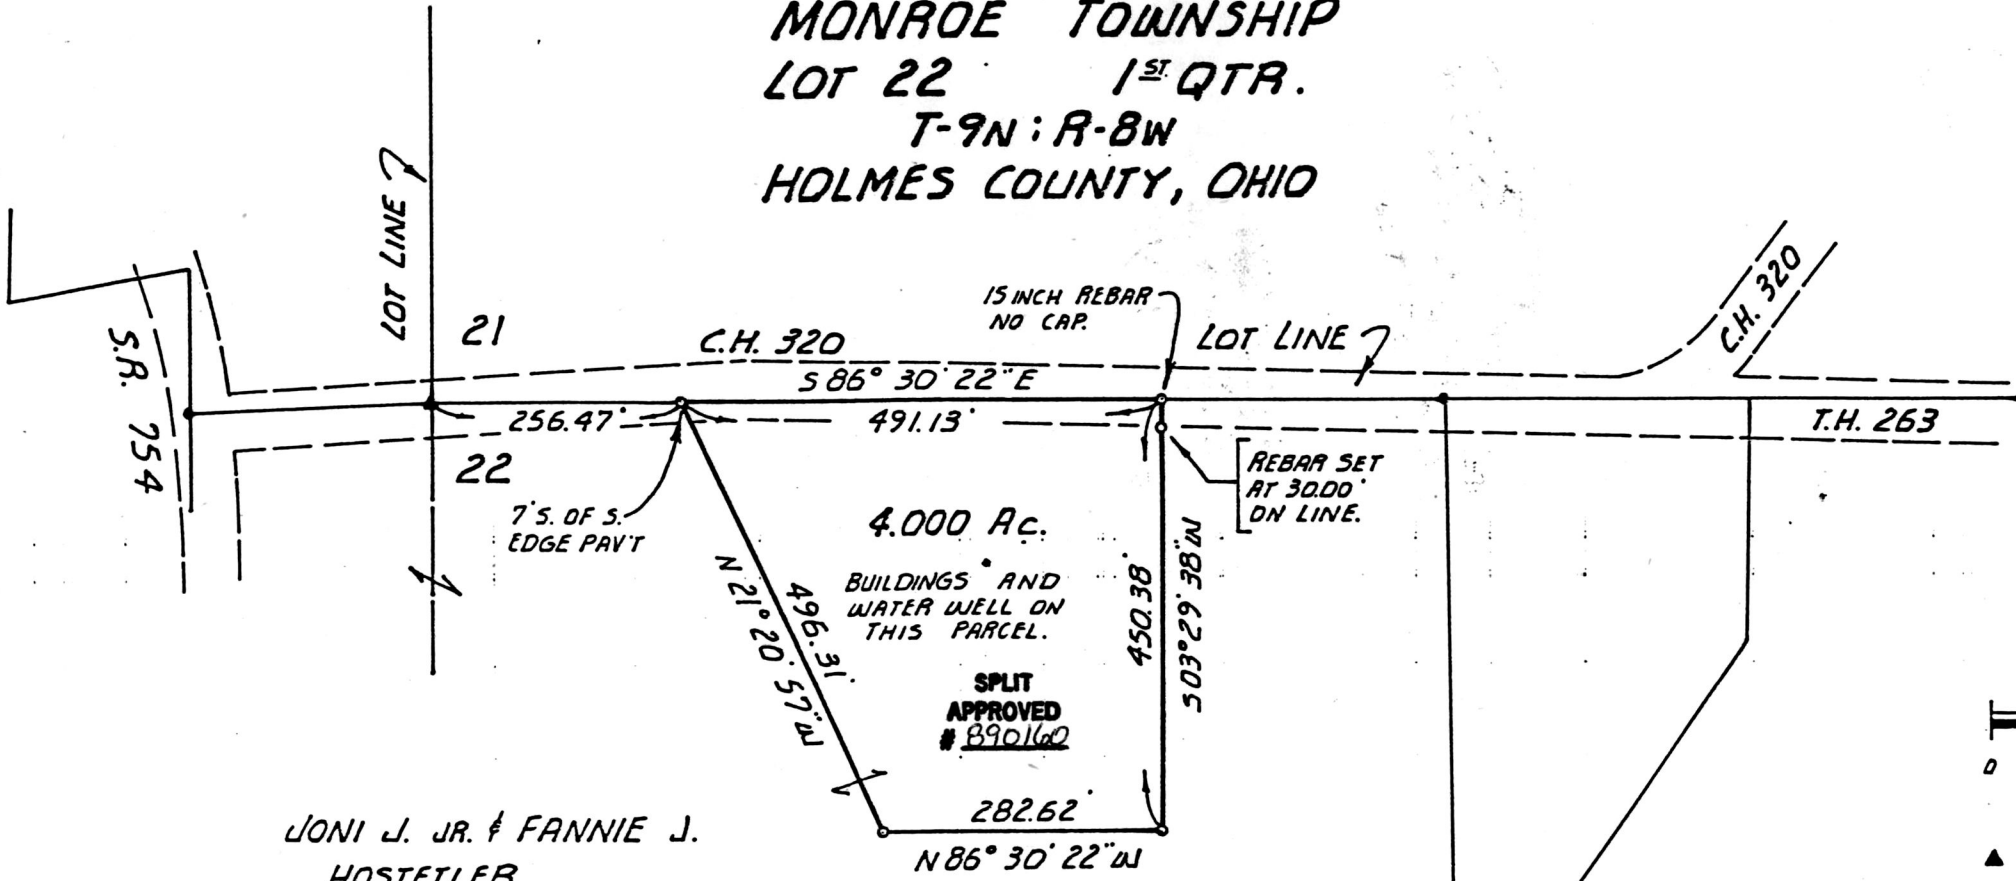 MONROE TOWNSHIP
LOT 22 1ST QTR.
T-9N : R-8W
HOLMES COUNTY, OHIO
LOT LINE
15 INCH REBAR
NO CAP.
LOT LINE
C.H. 320
S.R. 754
21
C.H. 320
S 86° 30' 22" E
256.47'
491.13'
T.H. 263
22
7' S. OF S.
EDGE PAV'T
REBAR SET
AT 30.00'
ON LINE.
4.000 Ac.
BUILDINGS AND
WATER WELL ON
THIS PARCEL.
496.31'
N 21° 20' 57" W
450.38'
S 03° 29' 38" W
SPLIT
APPROVED
# 890160
282.62'
N 86° 30' 22" W
JONI J. JR. & FANNIE J.
HOSTETLER